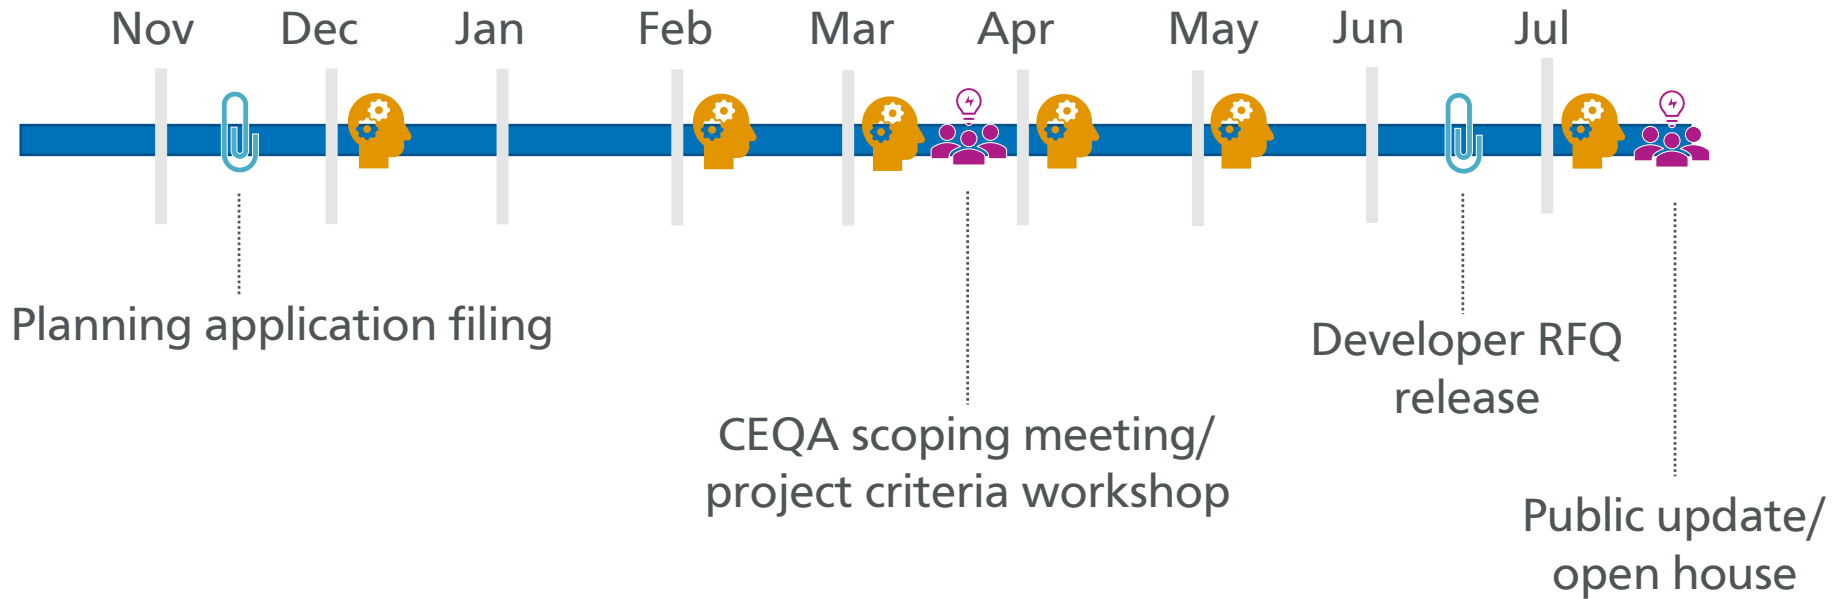 Nov Dec Jan Feb Mar Apr May Jun Jul
Planning application filing
CEQA scoping meeting/
project criteria workshop
Developer RFQ
release
Public update/
open house